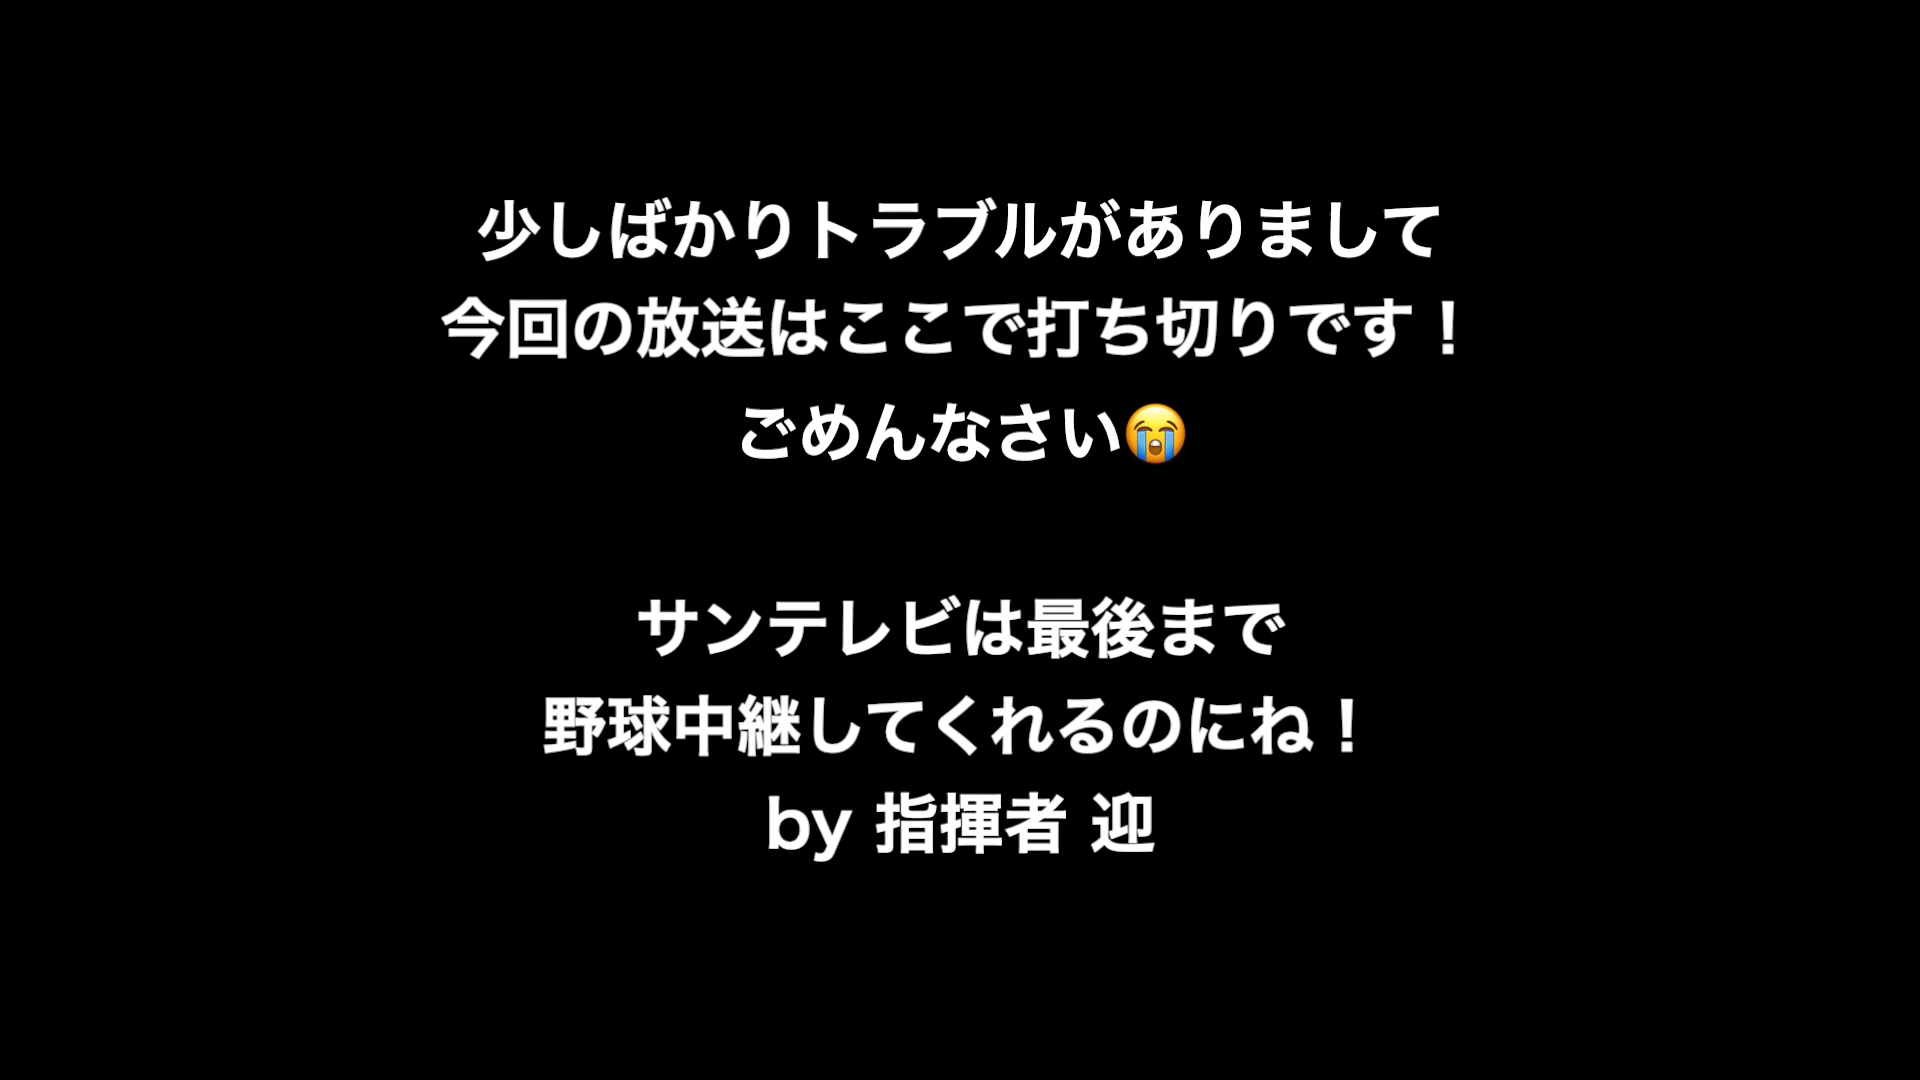 少しばかりトラブルがありまして
今回の放送はここで打ち切りです！
ごめんなさい😭
サンテレビは最後まで
野球中継してくれるのにね！
by 指揮者 迎